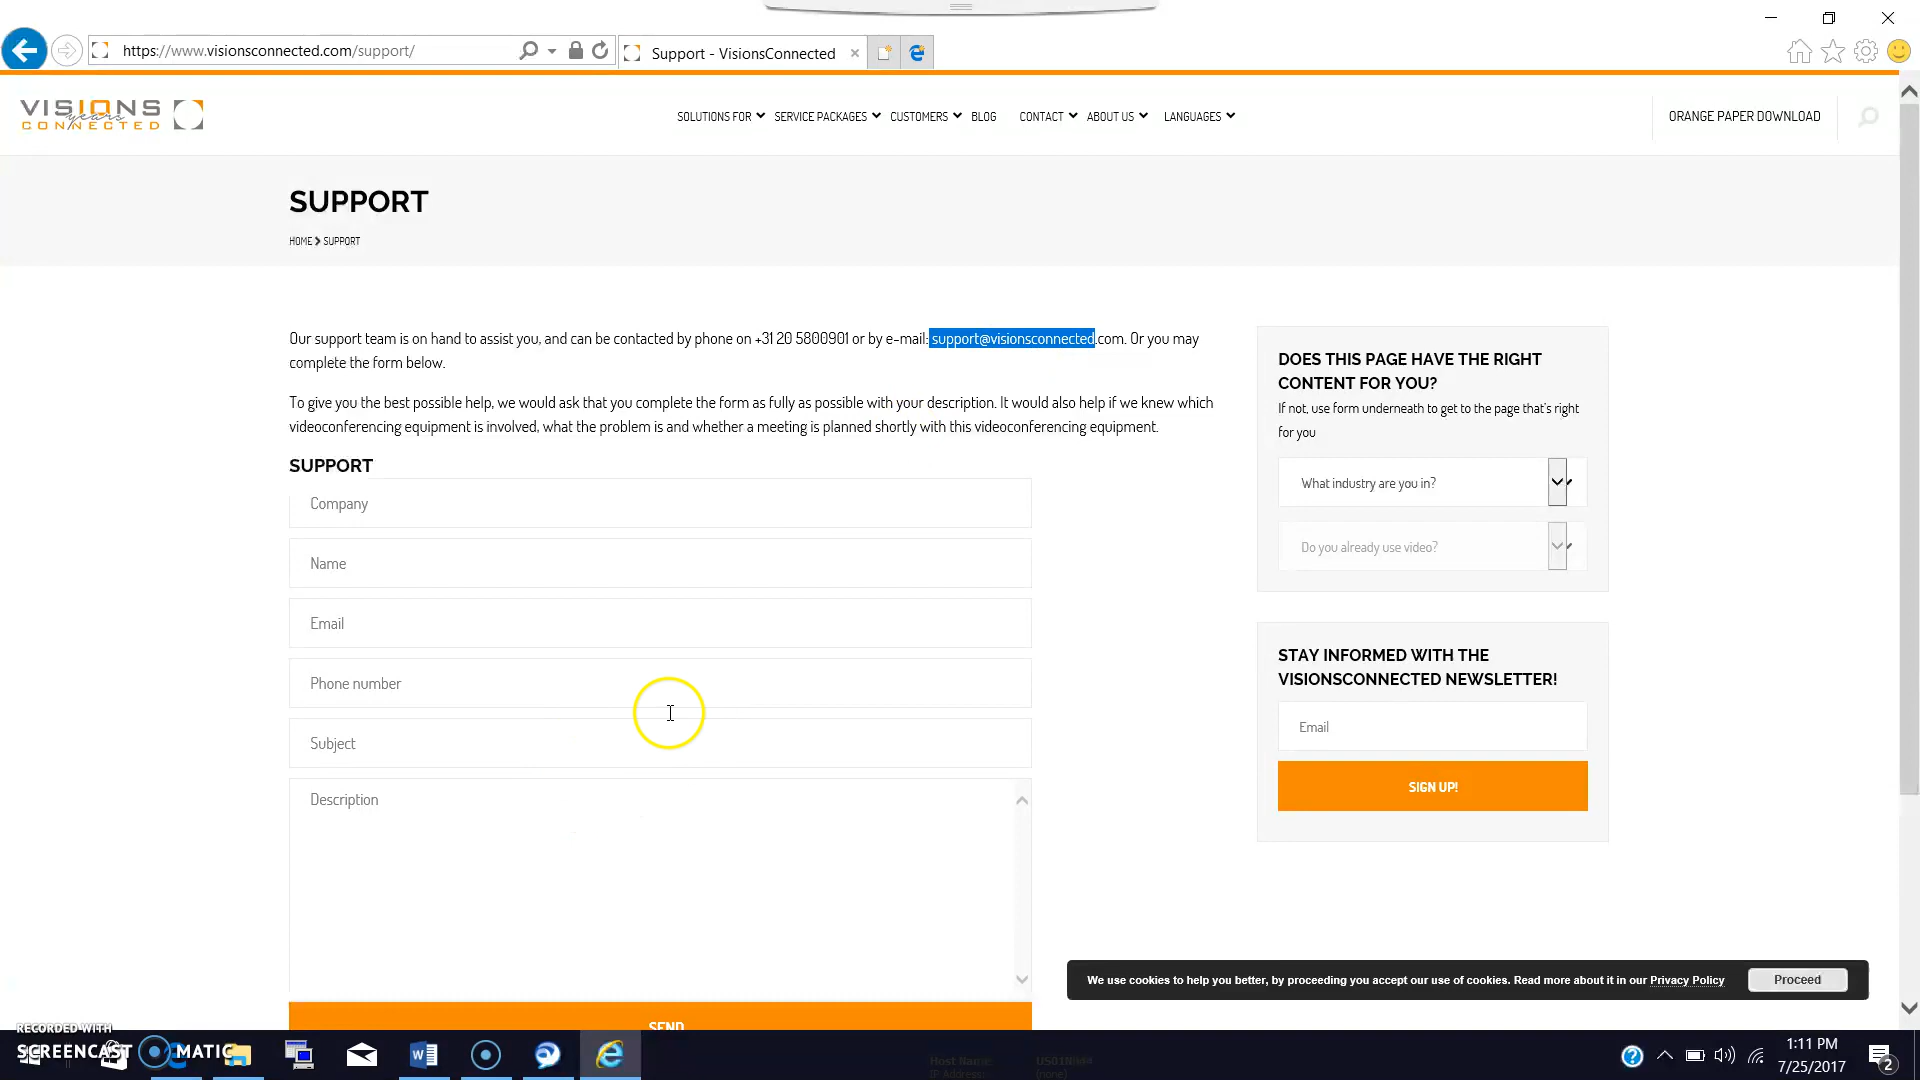 https://www.visionsconnected.com/support/
Support - VisionsConnected
VISIONS
years
CONNECTED
SOLUTIONS FOR SERVICE PACKAGES CUSTOMERS BLOG CONTACT ABOUT US LANGUAGES
ORANGE PAPER DOWNLOAD
SUPPORT
HOME SUPPORT
Our support team is on hand to assist you, and can be contacted by phone on +31 20 5800901 or by e-mail: support@visionsconnected.com. Or you may
complete the form below.
To give you the best possible help, we would ask that you complete the form as fully as possible with your description. It would also help if we knew which
videoconferencing equipment is involved, what the problem is and whether a meeting is planned shortly with this videoconferencing equipment.
SUPPORT
Company
Name
Email
Phone number
Subject
Description
SEND
DOES THIS PAGE HAVE THE RIGHT
CONTENT FOR YOU?
If not, use form underneath to get to the page that's right
for you
What industry are you in?
Do you already use video?
STAY INFORMED WITH THE
VISIONSCONNECTED NEWSLETTER!
Email
SIGN UP!
We use cookies to help you better, by proceeding you accept our use of cookies. Read more about it in our Privacy Policy
Proceed
RECORDED WITH
SCREENCAST MATIC
Host Name:
IP Address: (none)
1:11 PM
7/25/2017
2